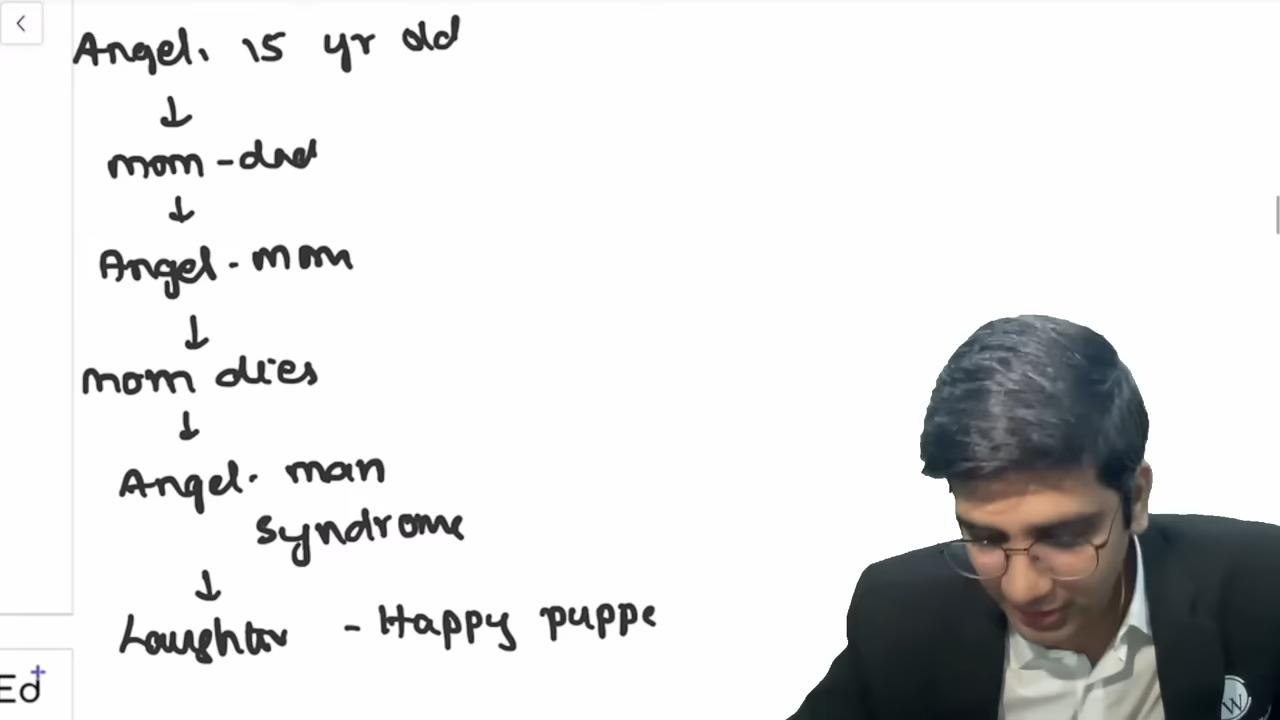 Angel. 15 yr old
↓
mom - dad
↓
Angel - mom
↓
mom dies
↓
Angel - man
syndrome
↓
Laughter - Happy puppe
Ed+
W